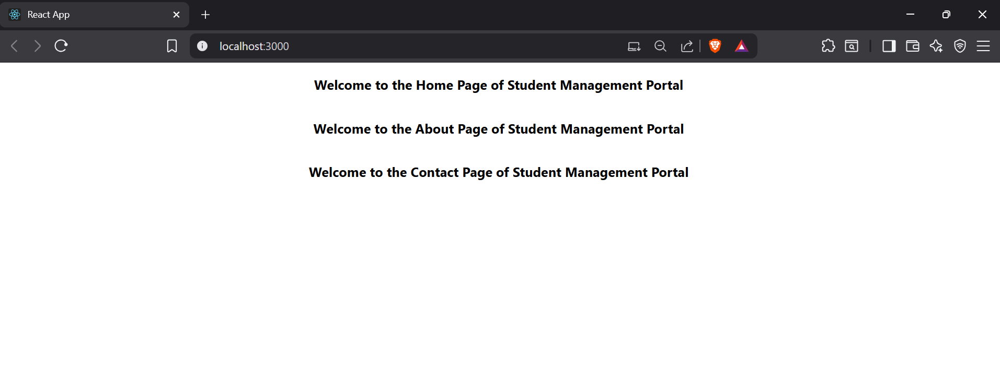 React App
localhost:3000
Welcome to the Home Page of Student Management Portal
Welcome to the About Page of Student Management Portal
Welcome to the Contact Page of Student Management Portal